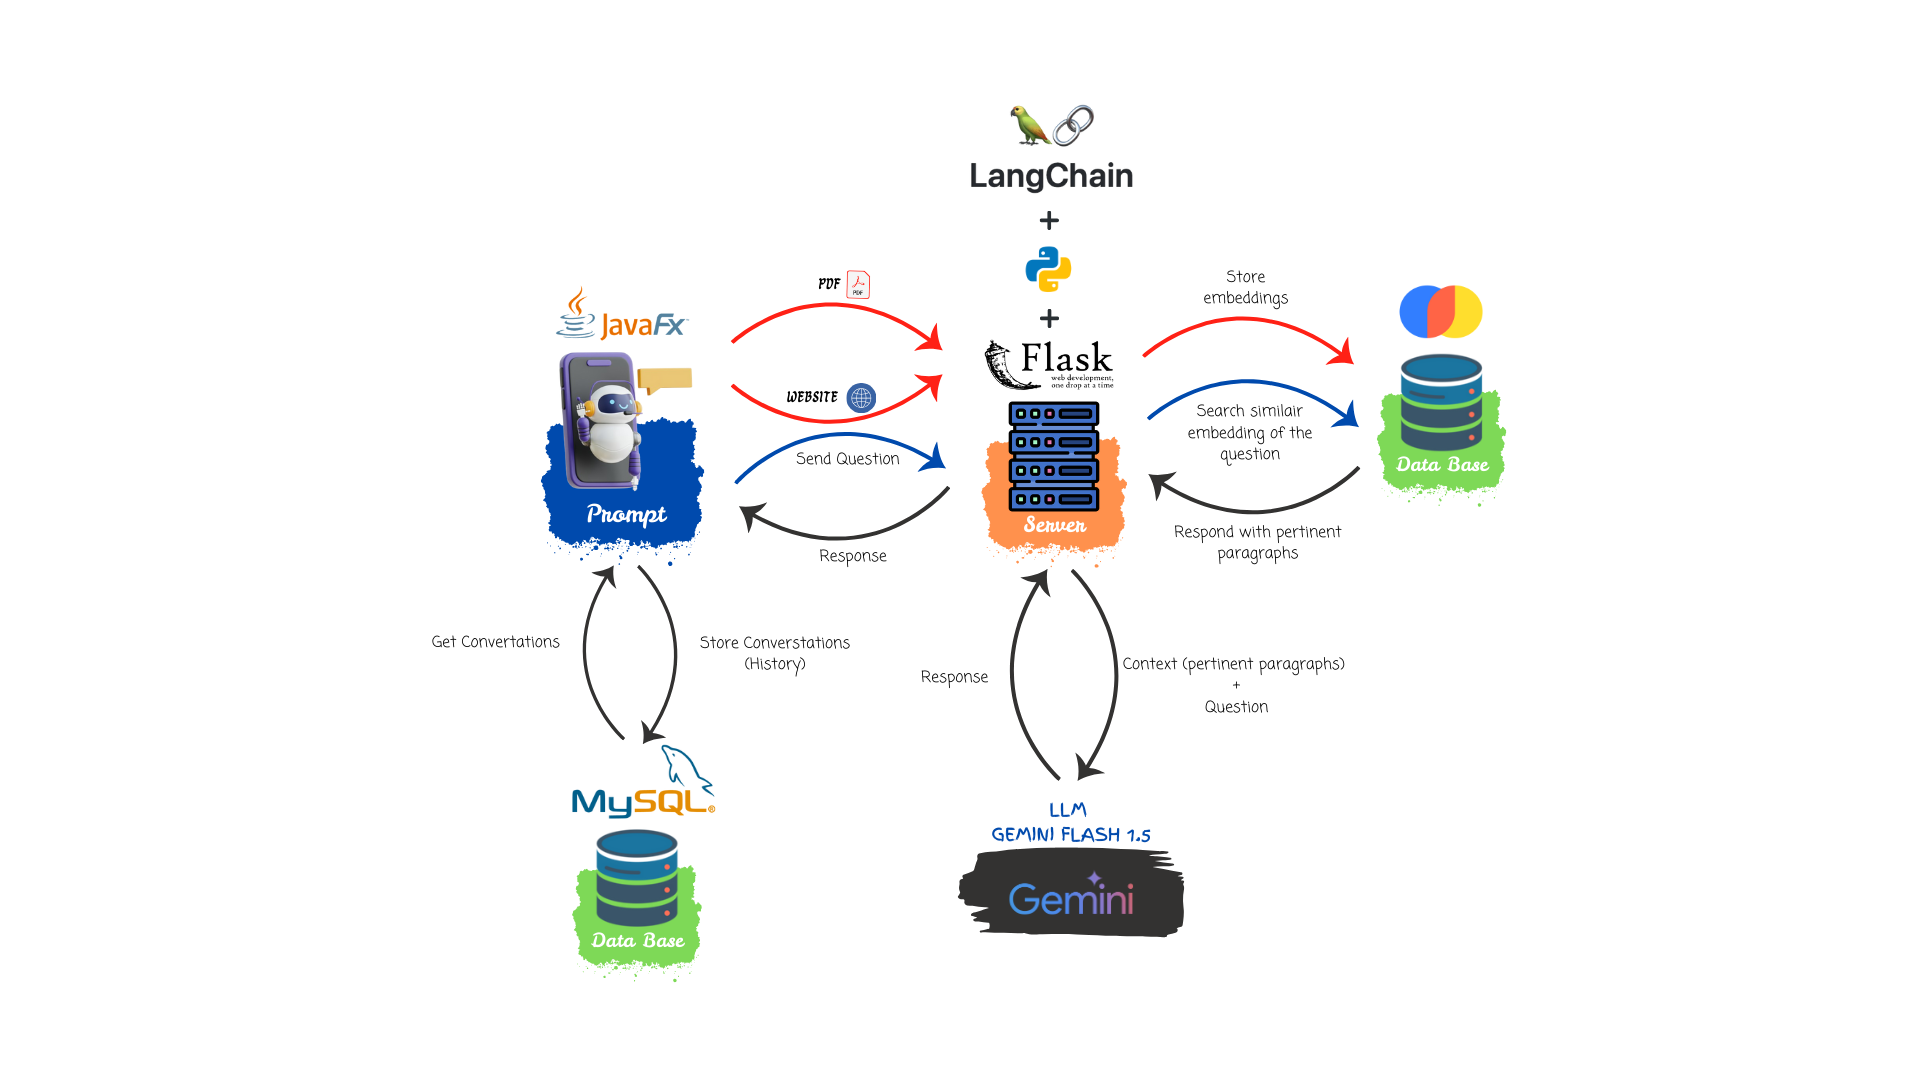 LangChain
+
+
Flask
web development,
one drop at a time
JavaFx
PDF
PDF
WEBSITE
Send Question
Response
Prompt
Server
Store
embeddings
Search similair
embedding of the
question
Respond with pertinent
paragraphs
Data Base
Get Convertations
Store Converstations
(History)
Response
Context (pertinent paragraphs)
+
Question
MySQL®
Data Base
LLM
GEMINI FLASH 1.5
Gemini